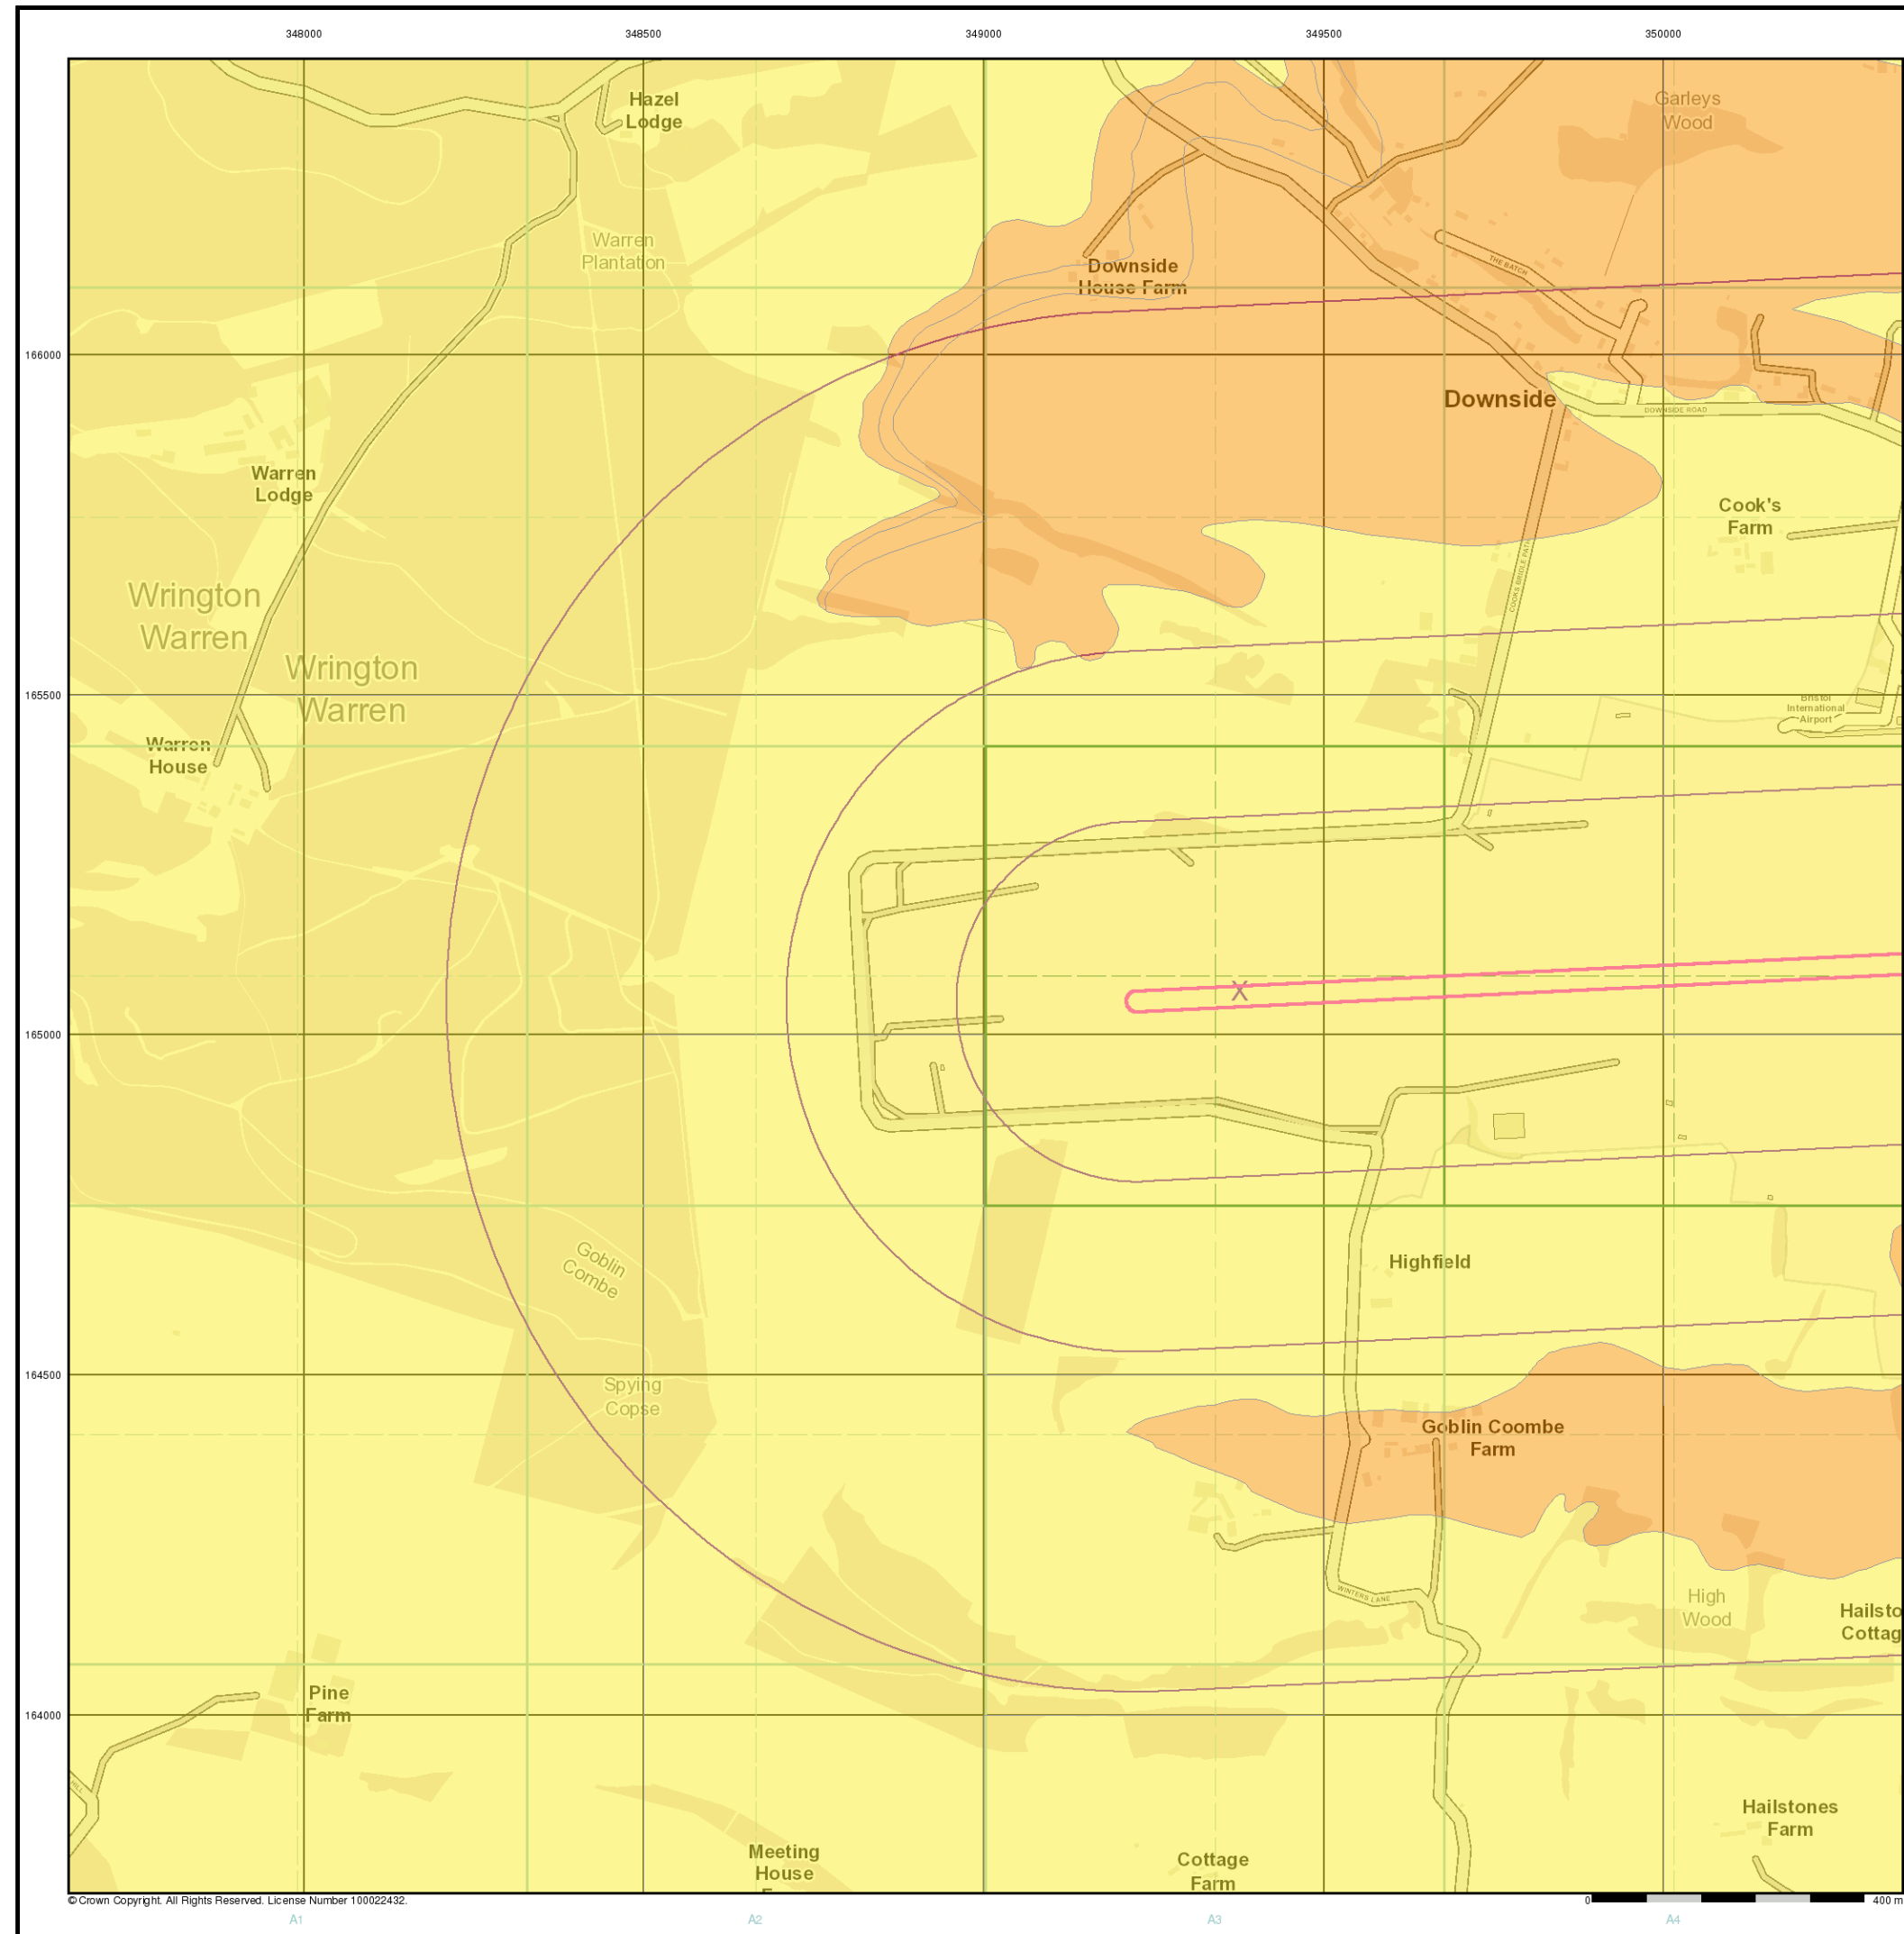 348000 348500 349000 349500 350000
Hazel
Lodge
Garleys
Wood
Warren
Plantation
Downside
House Farm
THE BATCH
166000
Downside
DOWNSIDE ROAD
Warren
Lodge
Cook's
Farm
COOKS BRIDLE PATH
Wrington
Warren
Wrington
Warren
165500
Bristol
International
Airport
Warren
House
X
165000
Goblin
Combe
Highfield
164500
Spying
Copse
Goblin Coombe
Farm
WINTERS LANE
High
Wood
Hailsto
Cottag
Pine
Farm
164000
HILL
Hailstones
Farm
Meeting
House
Cottage
Farm
© Crown Copyright. All Rights Reserved. License Number 100022432.
0 400 m
A1 A2 A3 A4